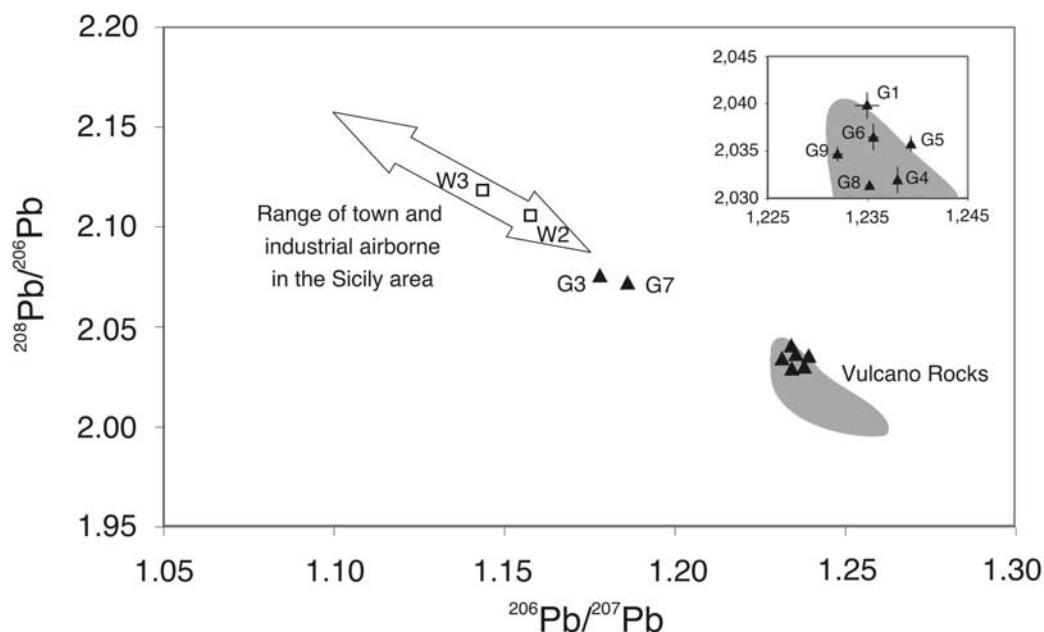 2.20
2.15
2.10
2.05
2.00
1.95
²⁰⁸Pb/²⁰⁶Pb
2,045
2,040
2,035
2,030
G1
G6
G5
G9
G8
G4
1,225
1,235
1,245
W3
W2
Range of town and
industrial airborne
in the Sicily area
G3
G7
Vulcano Rocks
1.05
1.10
1.15
1.20
1.25
1.30
²⁰⁶Pb/²⁰⁷Pb